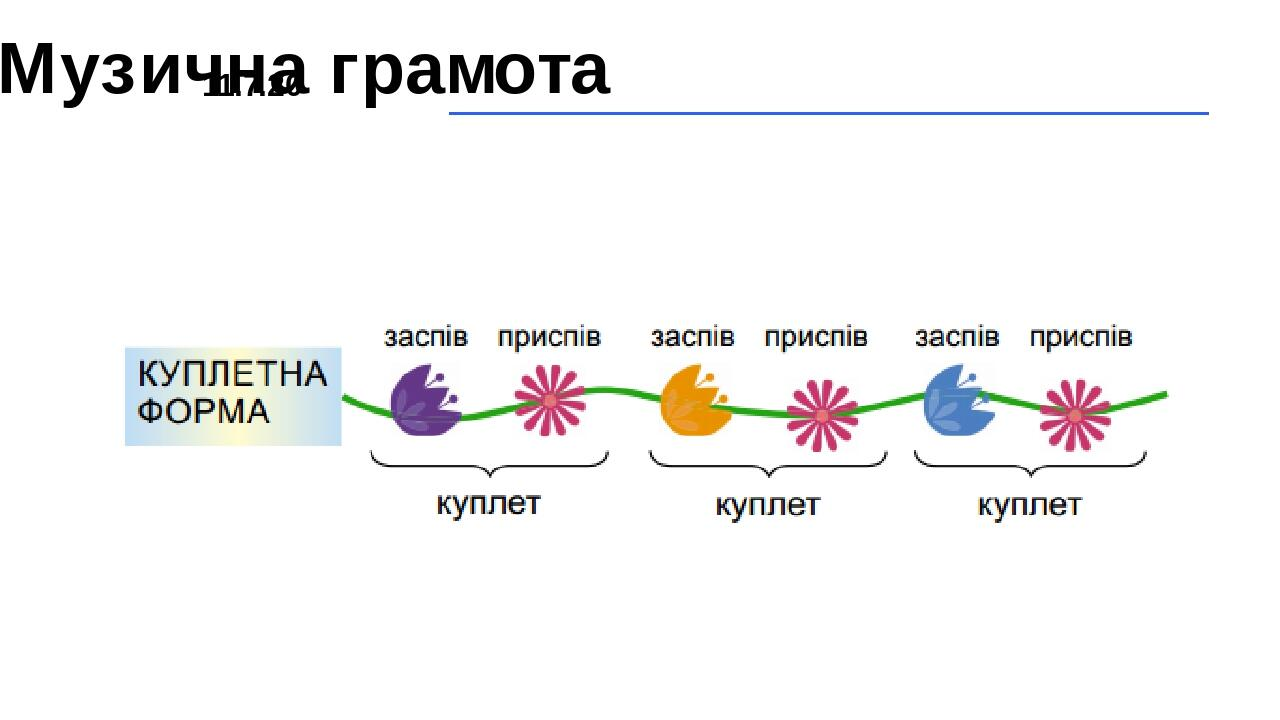 Музична грамота
заспів приспів заспів приспів заспів приспів
КУПЛЕТНА
ФОРМА
куплет куплет куплет